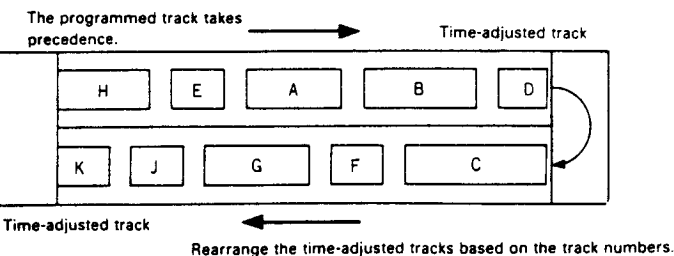 The programmed track takes
precedence.
Time-adjusted track
H E A B D
K J G F C
Time-adjusted track
Rearrange the time-adjusted tracks based on the track numbers.